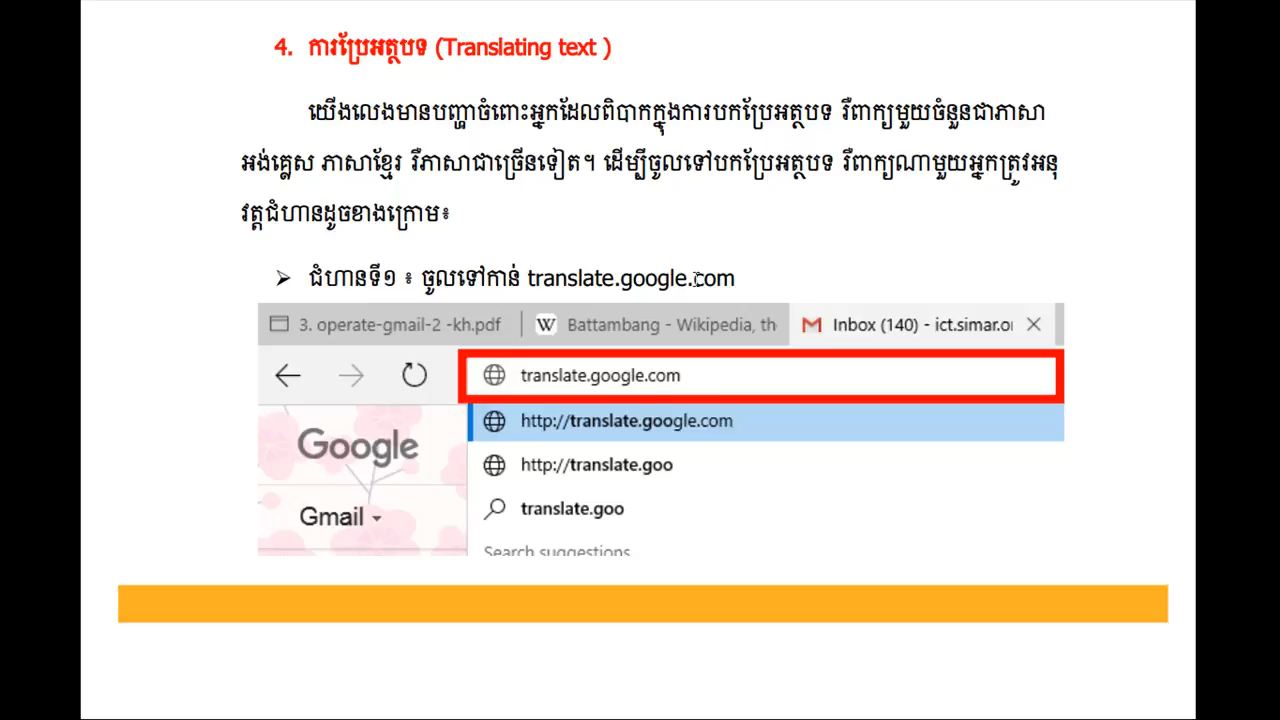 4. ការប្រែអត្ថបទ (Translating text )
យើងលេងមានបញ្ហាចំពោះអ្នកដែលពិបាកក្នុងការបកប្រែអត្ថបទ រឺពាក្យមួយចំនួនជាភាសា
អង់គ្លេស ភាសាខ្មែរ រឺភាសាជាច្រើនទៀត។ ដើម្បីចូលទៅបកប្រែអត្ថបទ រឺពាក្យណាមួយអ្នកត្រូវអនុ
វត្តជំហានដូចខាងក្រោម៖
➢ ជំហានទី១ ៖ ចូលទៅកាន់ translate.google.com
3. operate-gmail-2 -kh.pdf W Battambang - Wikipedia, th Inbox (140) - ict.simar.or
translate.google.com
http://translate.google.com
Google
http://translate.goo
translate.goo
Gmail
Search suggestions